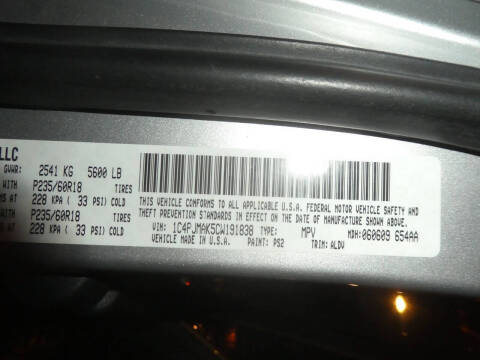 LLC
GVWR: 2541 KG 5600 LB
WITH P235/60R18 TIRES
MS AT 228 KPA ( 33 PSI) COLD
WITH P235/60R18 TIRES
AT 228 KPA ( 33 PSI) COLD
THIS VEHICLE CONFORMS TO ALL APPLICABLE U.S.A. FEDERAL MOTOR VEHICLE SAFETY AND
THEFT PREVENTION STANDARDS IN EFFECT ON THE DATE OF MANUFACTURE SHOWN ABOVE.
VIN: 1C4PJMAK5CW191838 TYPE: MPV MDH: 060609 654AA
VEHICLE MADE IN U.S.A. PAINT: PS2 TRIM: ALDV